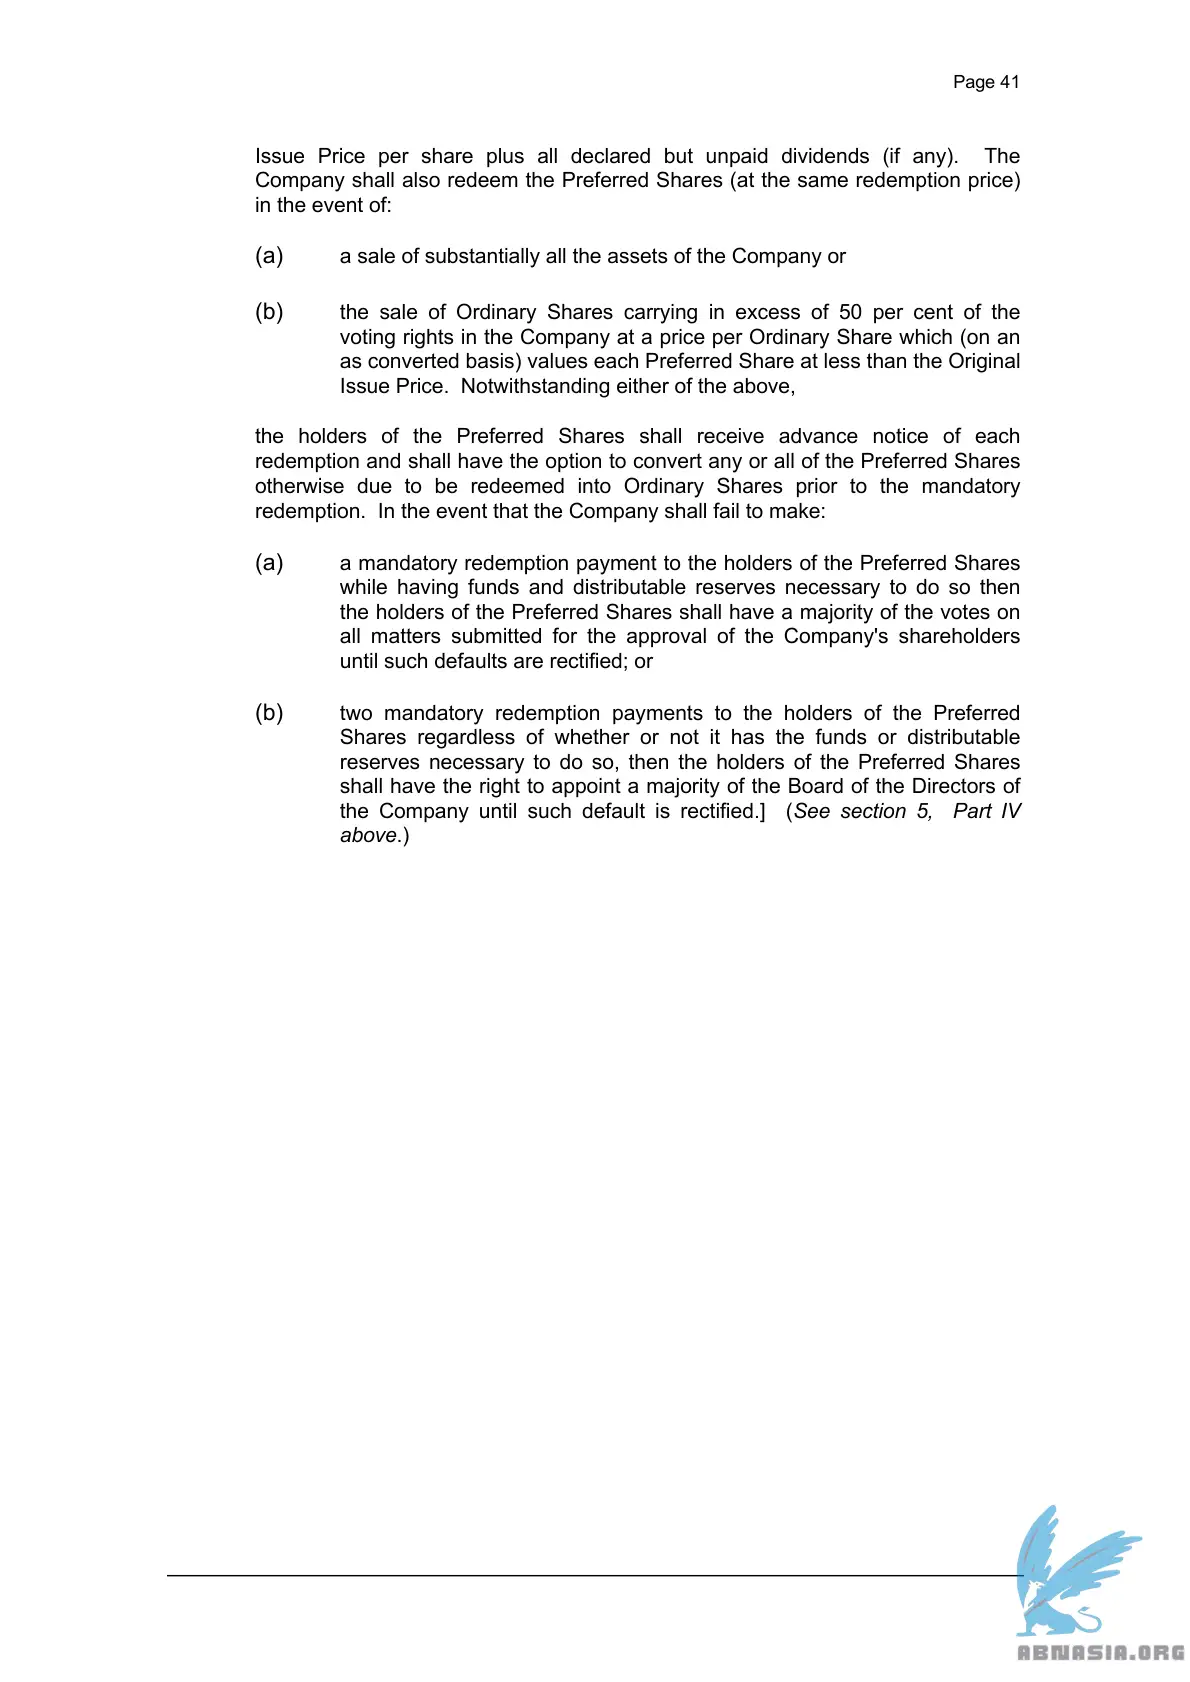 Page 41
Issue Price per share plus all declared but unpaid dividends (if any).  The
Company shall also redeem the Preferred Shares (at the same redemption price)
in the event of:
(a) a sale of substantially all the assets of the Company or
(b) the sale of Ordinary Shares carrying in excess of 50 per cent of the
voting rights in the Company at a price per Ordinary Share which (on an
as converted basis) values each Preferred Share at less than the Original
Issue Price.  Notwithstanding either of the above,
the holders of the Preferred Shares shall receive advance notice of each
redemption and shall have the option to convert any or all of the Preferred Shares
otherwise due to be redeemed into Ordinary Shares prior to the mandatory
redemption.  In the event that the Company shall fail to make:
(a) a mandatory redemption payment to the holders of the Preferred Shares
while having funds and distributable reserves necessary to do so then
the holders of the Preferred Shares shall have a majority of the votes on
all matters submitted for the approval of the Company's shareholders
until such defaults are rectified; or
(b) two mandatory redemption payments to the holders of the Preferred
Shares regardless of whether or not it has the funds or distributable
reserves necessary to do so, then the holders of the Preferred Shares
shall have the right to appoint a majority of the Board of the Directors of
the Company until such default is rectified.]  (See section 5,  Part IV
above.)
ABNASIA.ORG